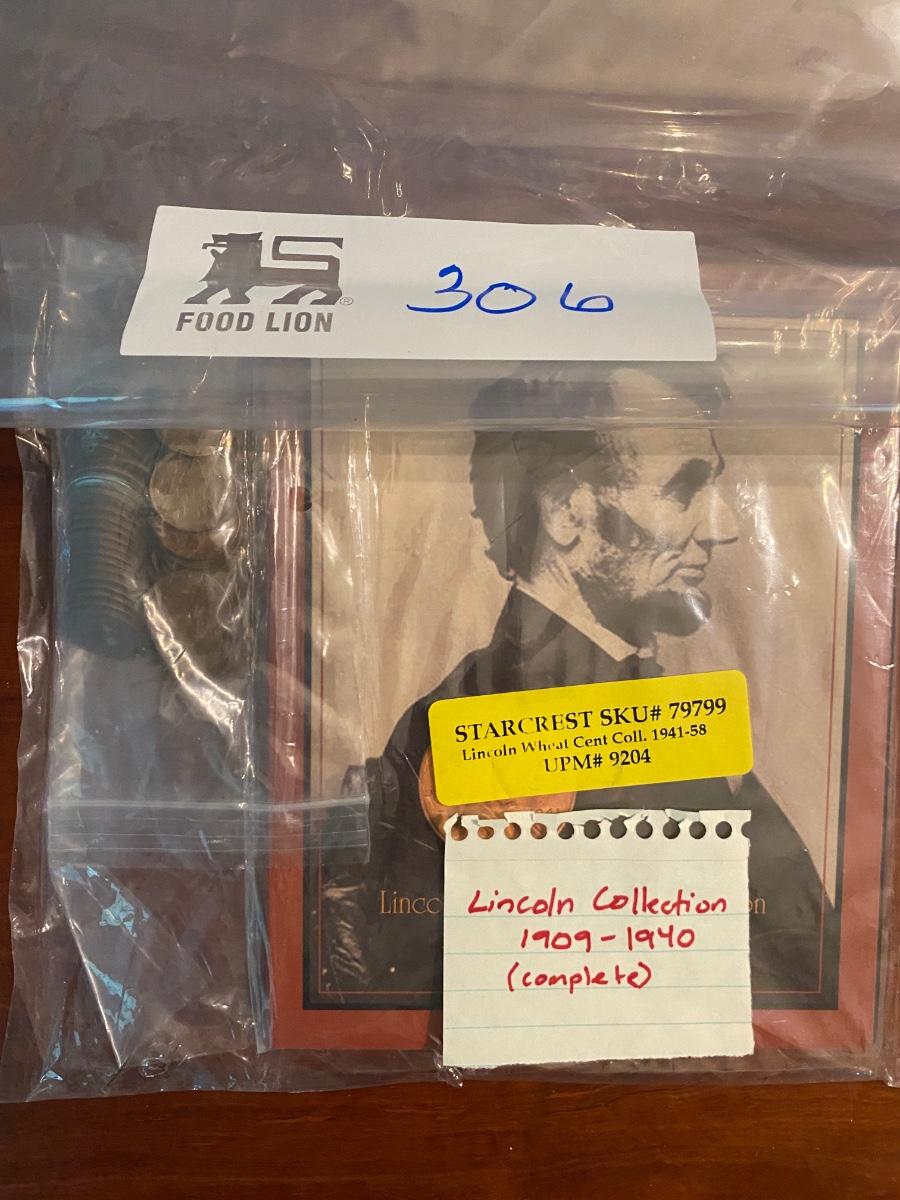 FOOD LION
306
STARCREST SKU# 79799
Lincoln Wheat Cent Coll. 1941-58
UPM# 9204
Lincoln Collection
1909-1940
(complete)